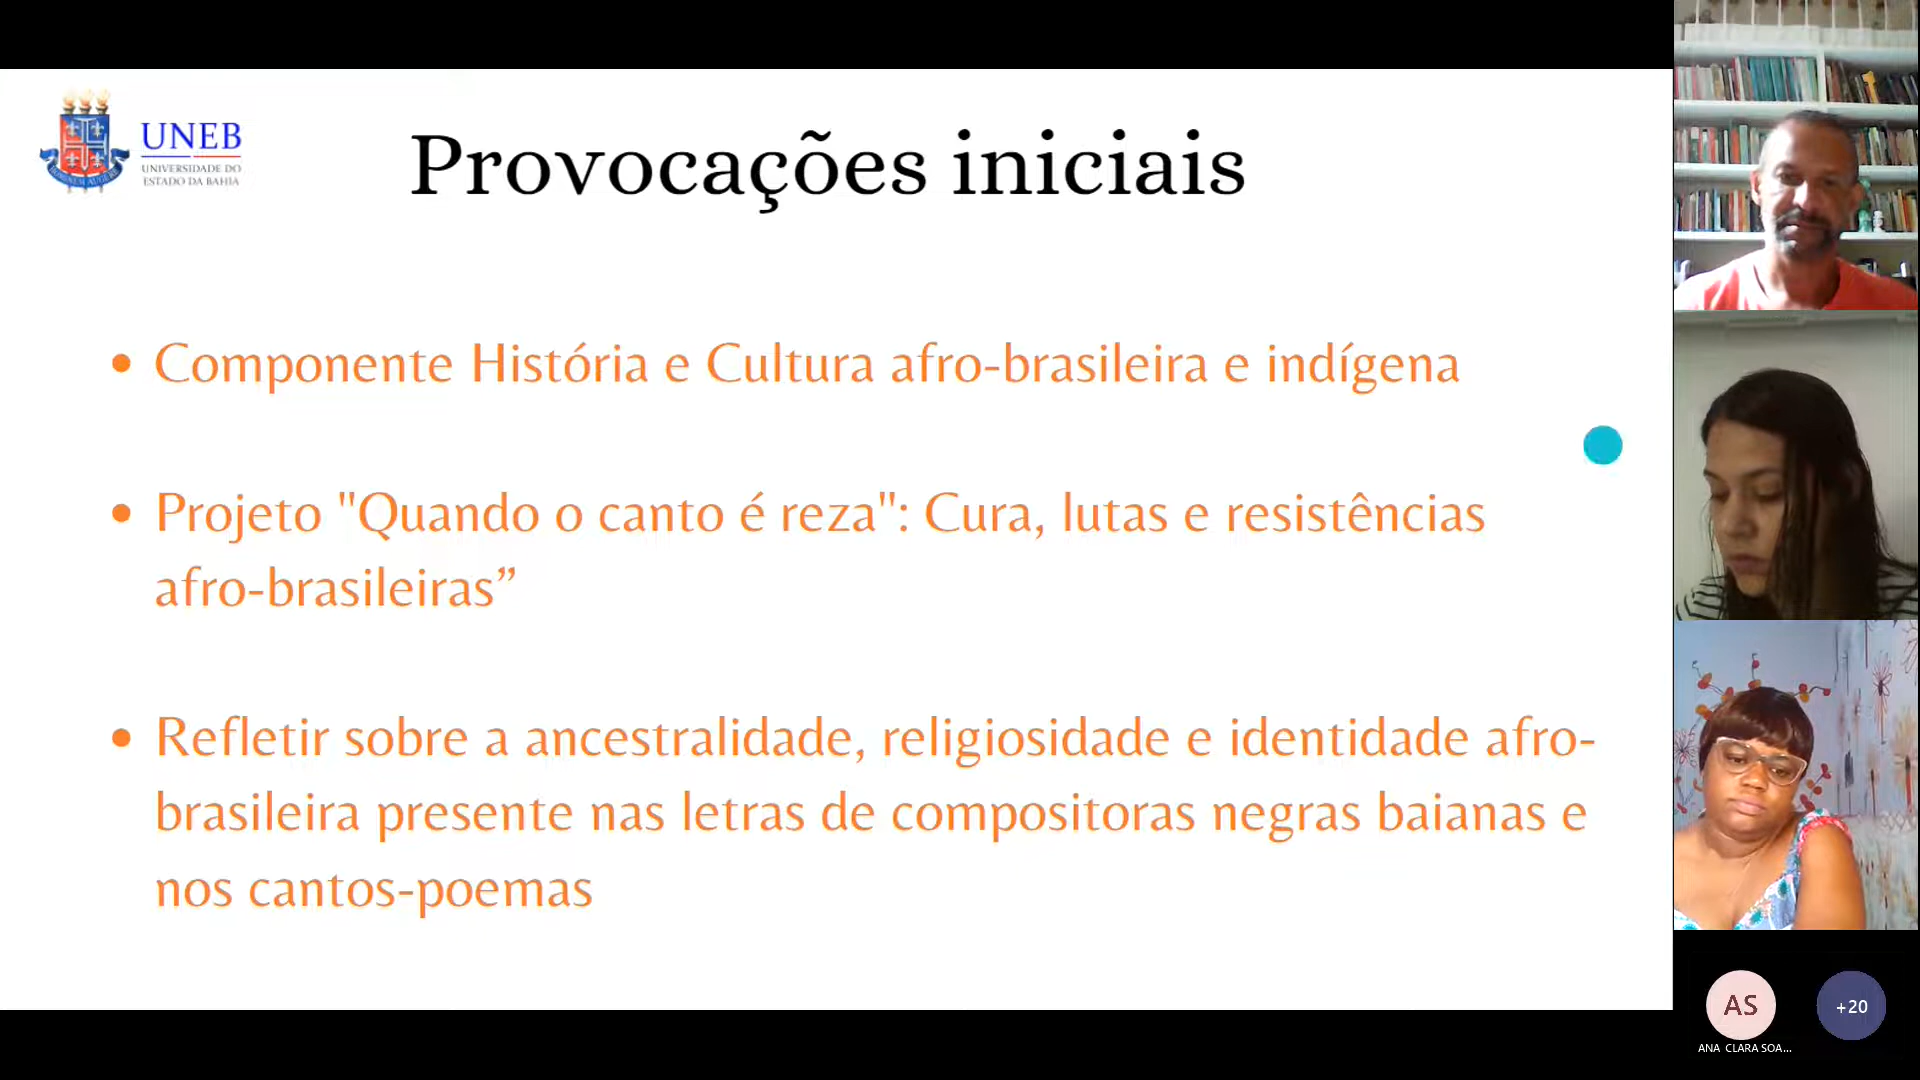 UNEB
UNIVERSIDADE DO
ESTADO DA BAHIA
Provocações iniciais
• Componente História e Cultura afro-brasileira e indígena
• Projeto "Quando o canto é reza": Cura, lutas e resistências
afro-brasileiras”
• Refletir sobre a ancestralidade, religiosidade e identidade afro-
brasileira presente nas letras de compositoras negras baianas e
nos cantos-poemas
AS
+20
ANA CLARA SOA...